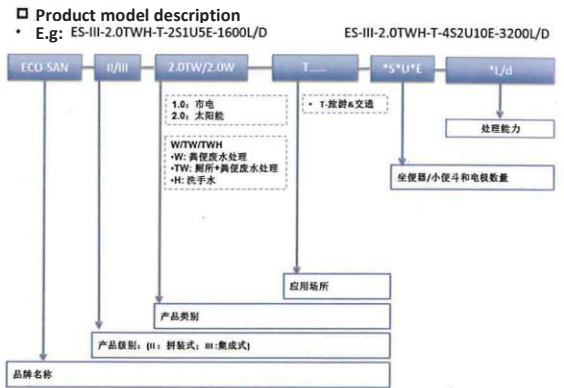 Product model description
• E.g: ES-III-2.0TWH-T-2S1U5E-1600L/D ES-III-2.0TWH-T-4S2U10E-3200L/D
ECO-SAN II/III 2.0TW/2.0W T...... *S*U*E *L/d
1.0：市电
2.0：太阳能
• T-旅游&交通
处理能力
W/TW/TWH
•W: 粪便废水处理
•TW: 厕所+粪便废水处理
•H: 洗手水
坐便器/小便斗和电极数量
应用场所
产品类别
产品级别：(II：拼装式；III:集成式)
品牌名称